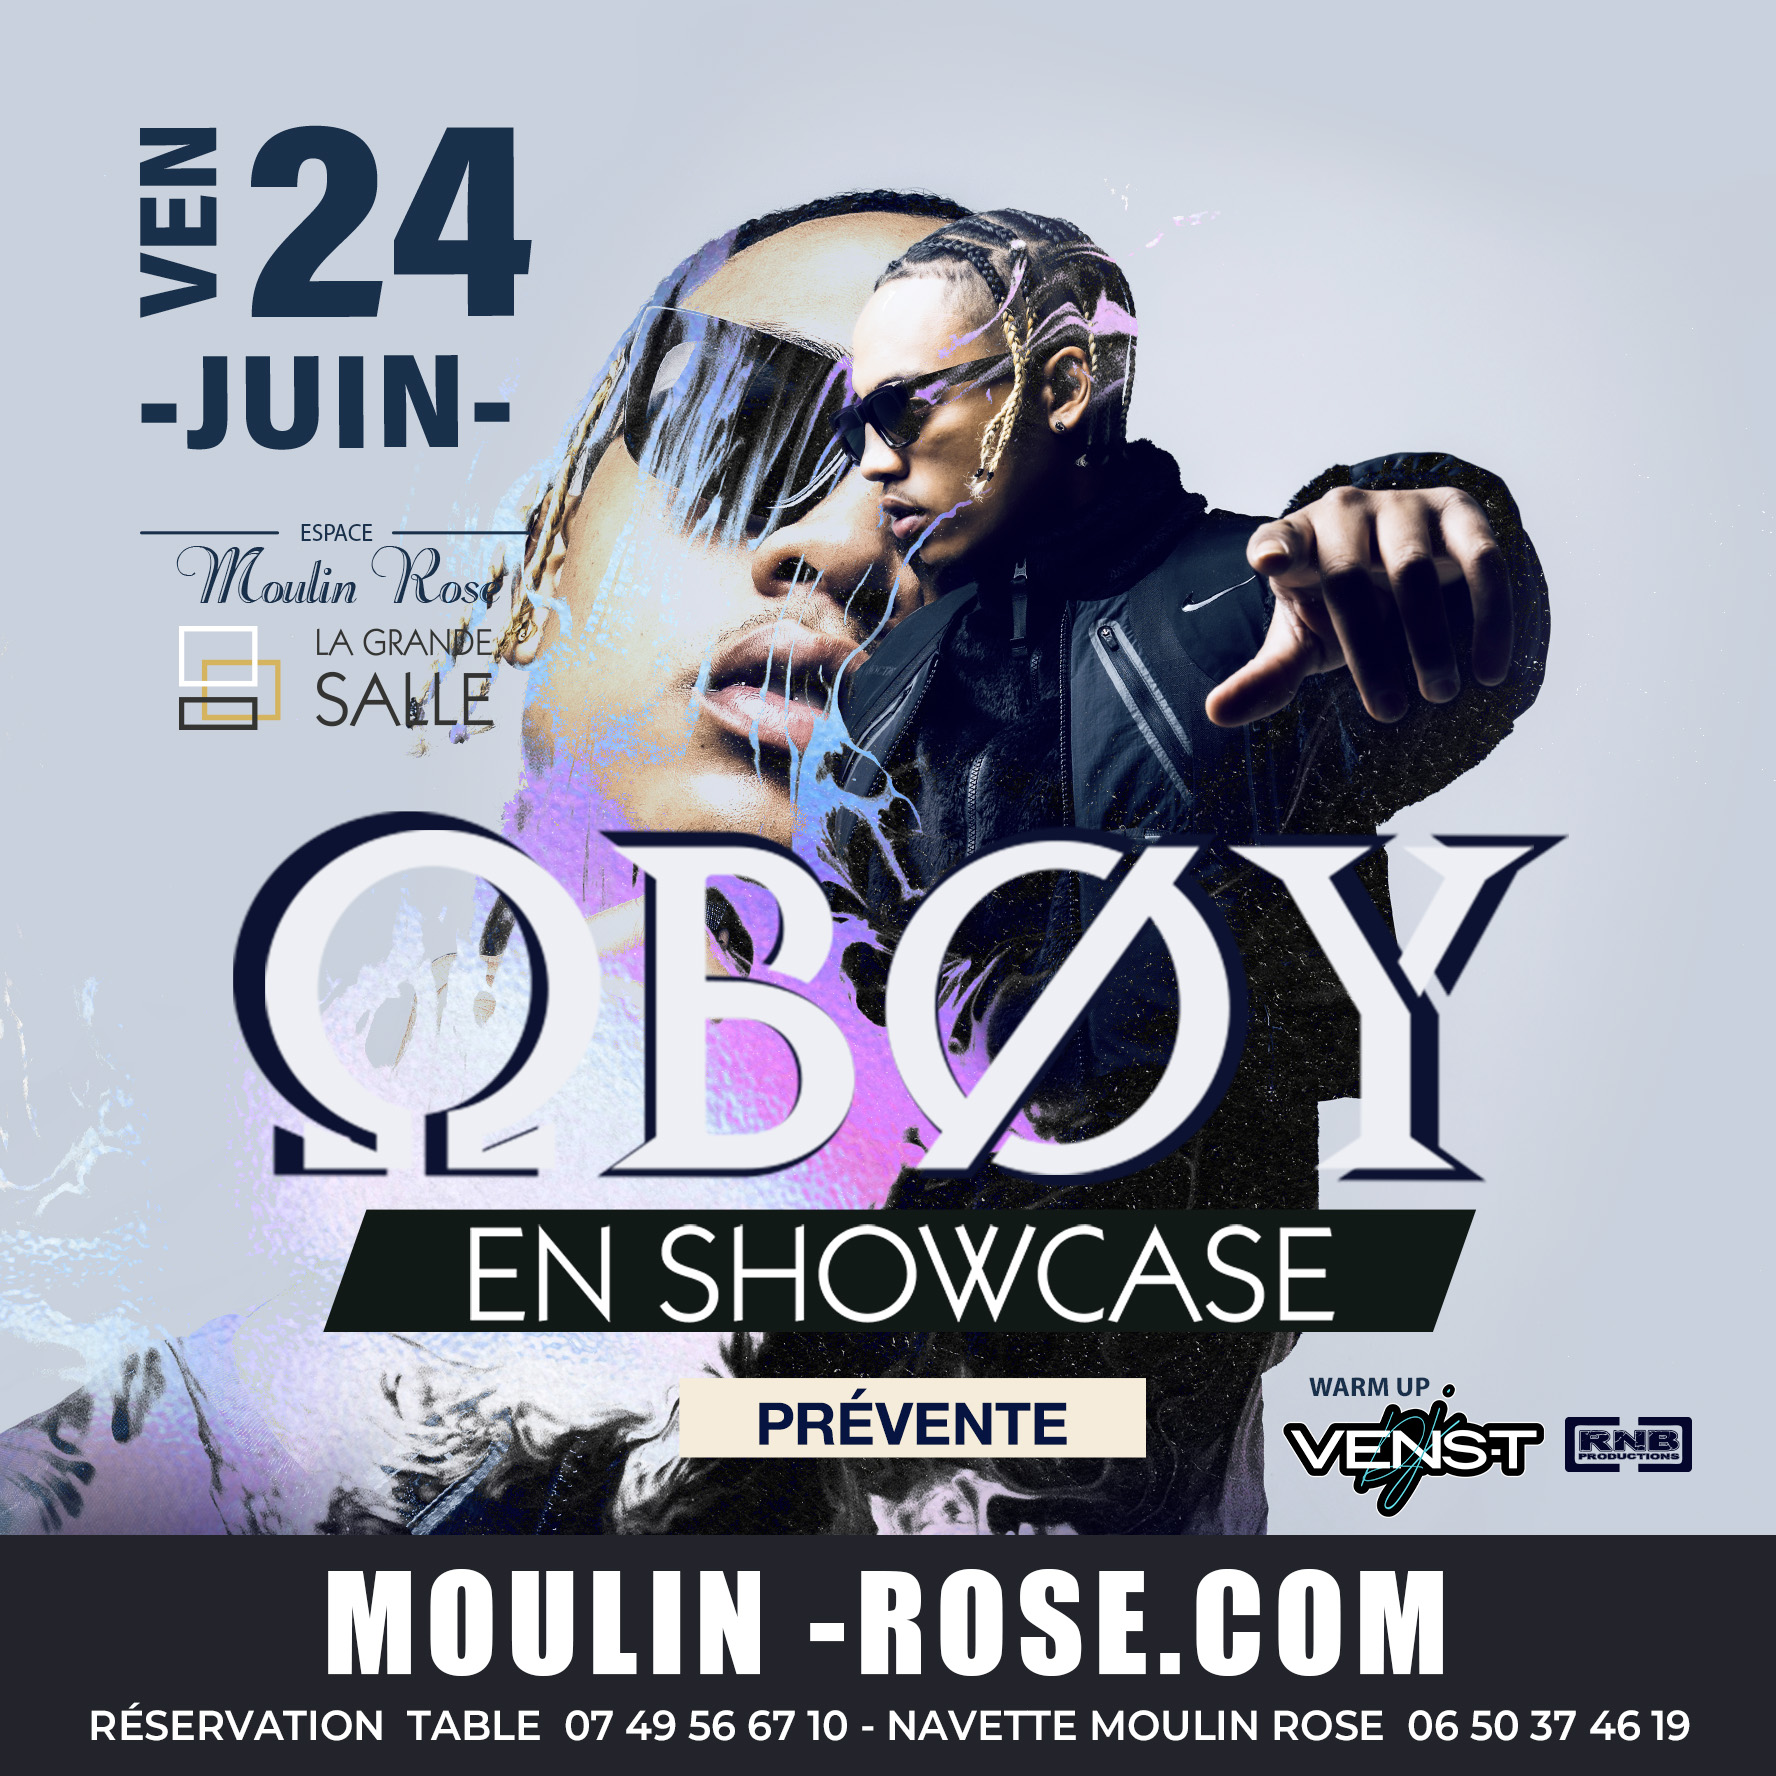 VEN 24
-JUIN-
ESPACE
Moulin Rose
LA GRANDE
SALLE
ΩBØY
EN SHOWCASE
PRÉVENTE
WARM UP
DJ VENS-T
RNB
PRODUCTIONS
MOULIN -ROSE.COM
RÉSERVATION TABLE 07 49 56 67 10 - NAVETTE MOULIN ROSE 06 50 37 46 19